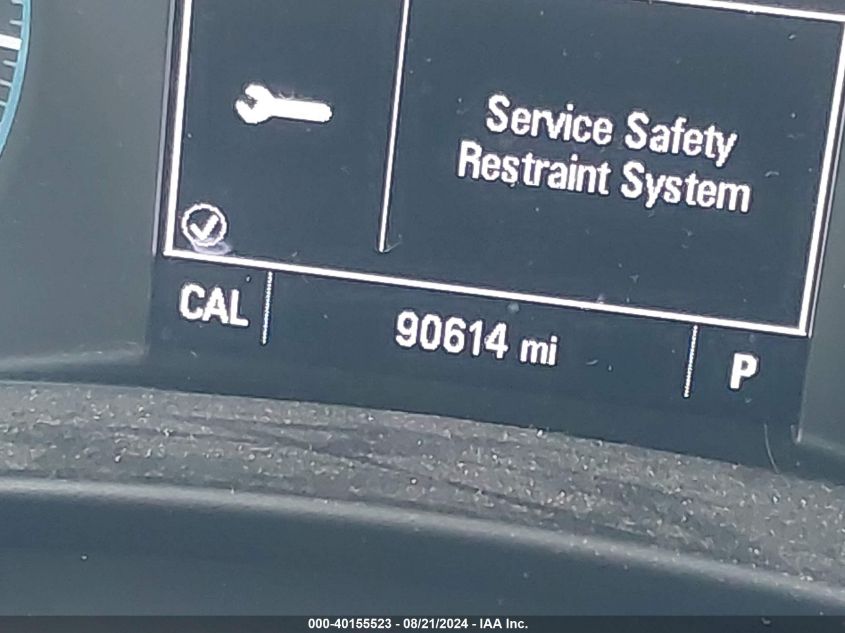 Service Safety
Restraint System
CAL 90614 mi P
000-40155523 - 08/21/2024 - IAA Inc.